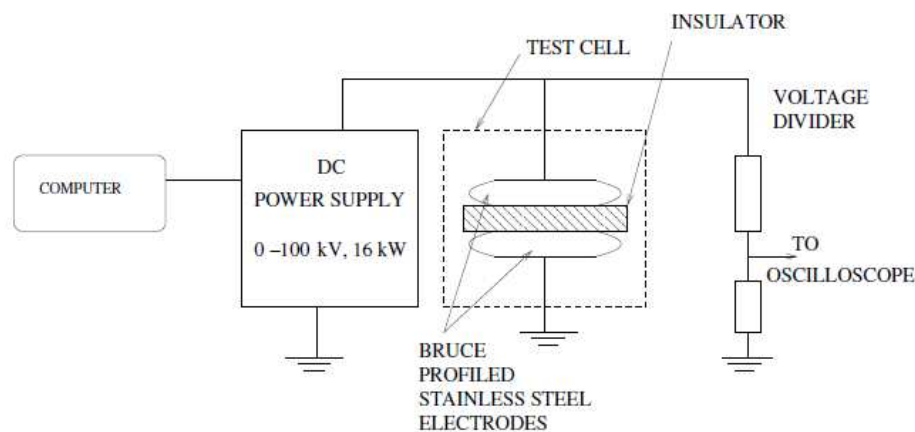 INSULATOR
TEST CELL
VOLTAGE
DIVIDER
COMPUTER
DC
POWER SUPPLY
0 –100 kV, 16 kW
TO
OSCILLOSCOPE
BRUCE
PROFILED
STAINLESS STEEL
ELECTRODES